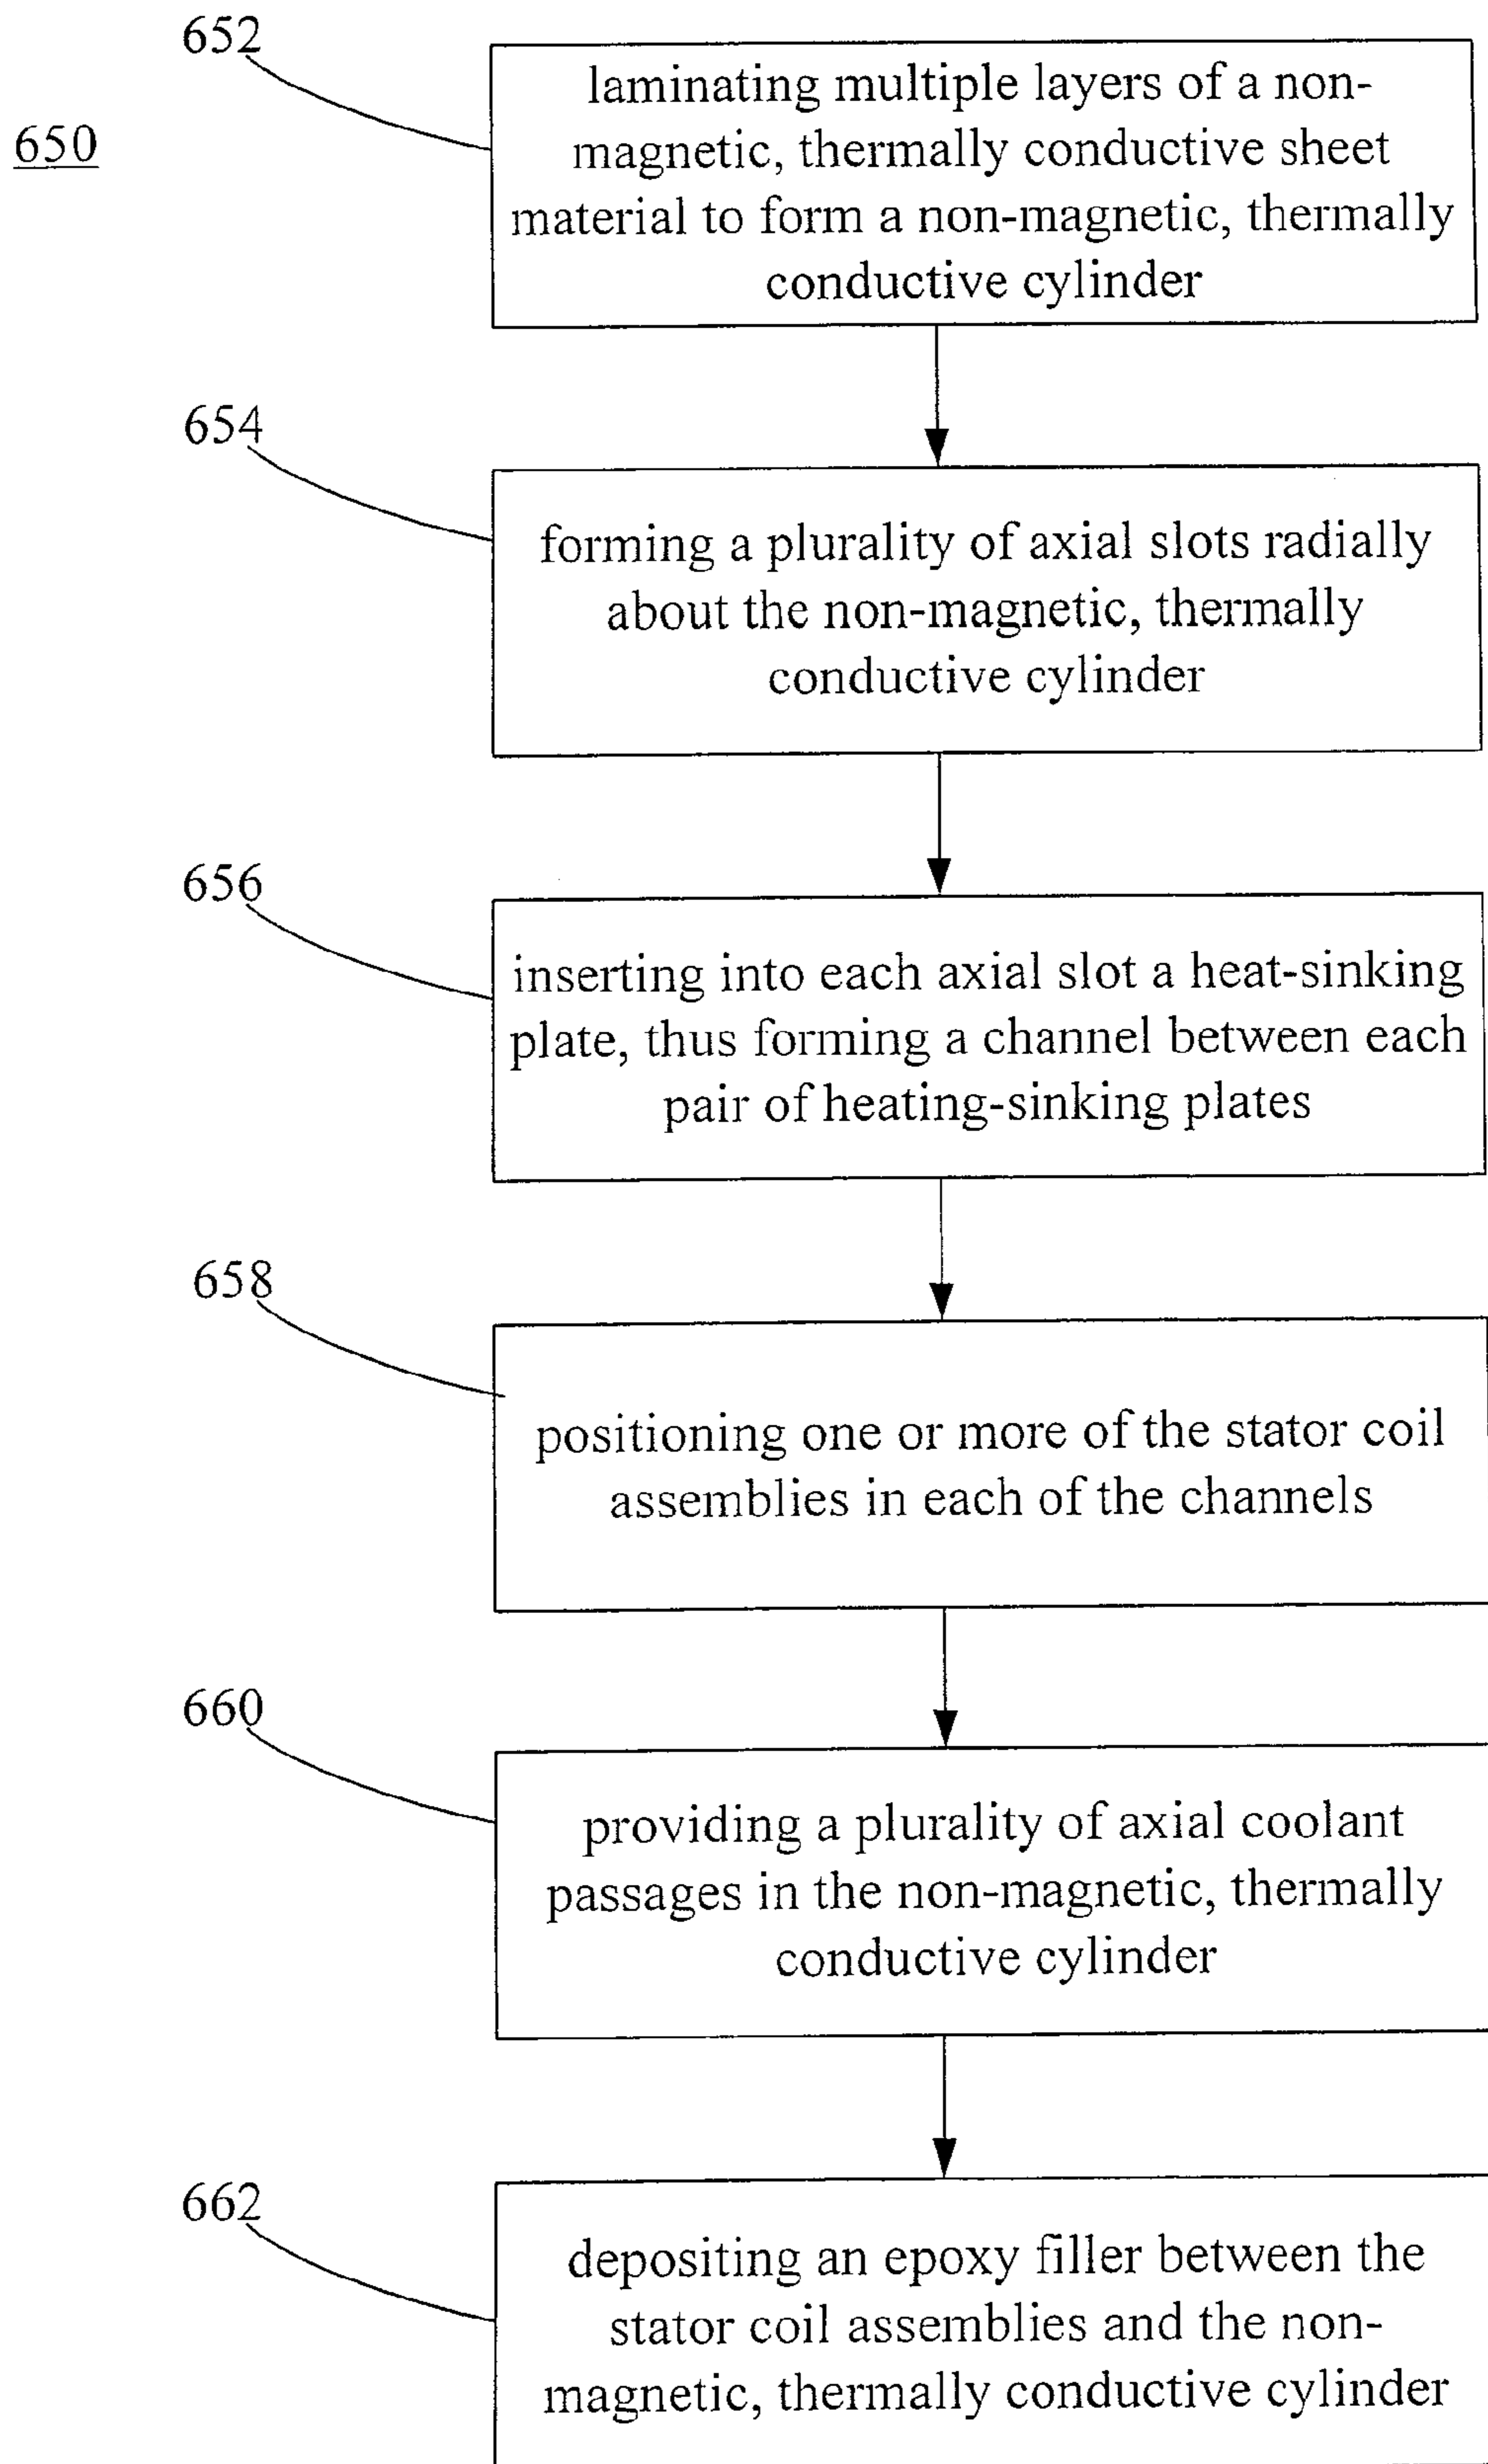 652
650
laminating multiple layers of a non-
magnetic, thermally conductive sheet
material to form a non-magnetic, thermally
conductive cylinder
654
forming a plurality of axial slots radially
about the non-magnetic, thermally
conductive cylinder
656
inserting into each axial slot a heat-sinking
plate, thus forming a channel between each
pair of heating-sinking plates
658
positioning one or more of the stator coil
assemblies in each of the channels
660
providing a plurality of axial coolant
passages in the non-magnetic, thermally
conductive cylinder
662
depositing an epoxy filler between the
stator coil assemblies and the non-
magnetic, thermally conductive cylinder